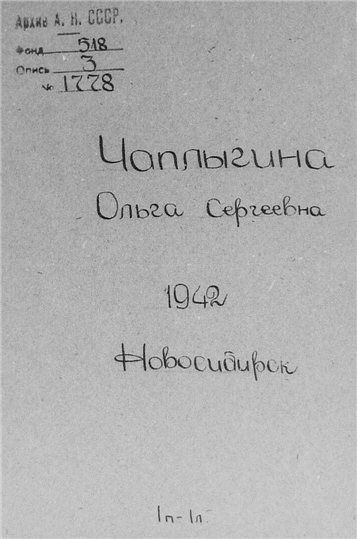 Архив А. Н. СССР.
Фонд 518
Опись 3
№ 1778
Чаплыгина
Ольга Сергеевна
1942
Новосибирск
1п-1л